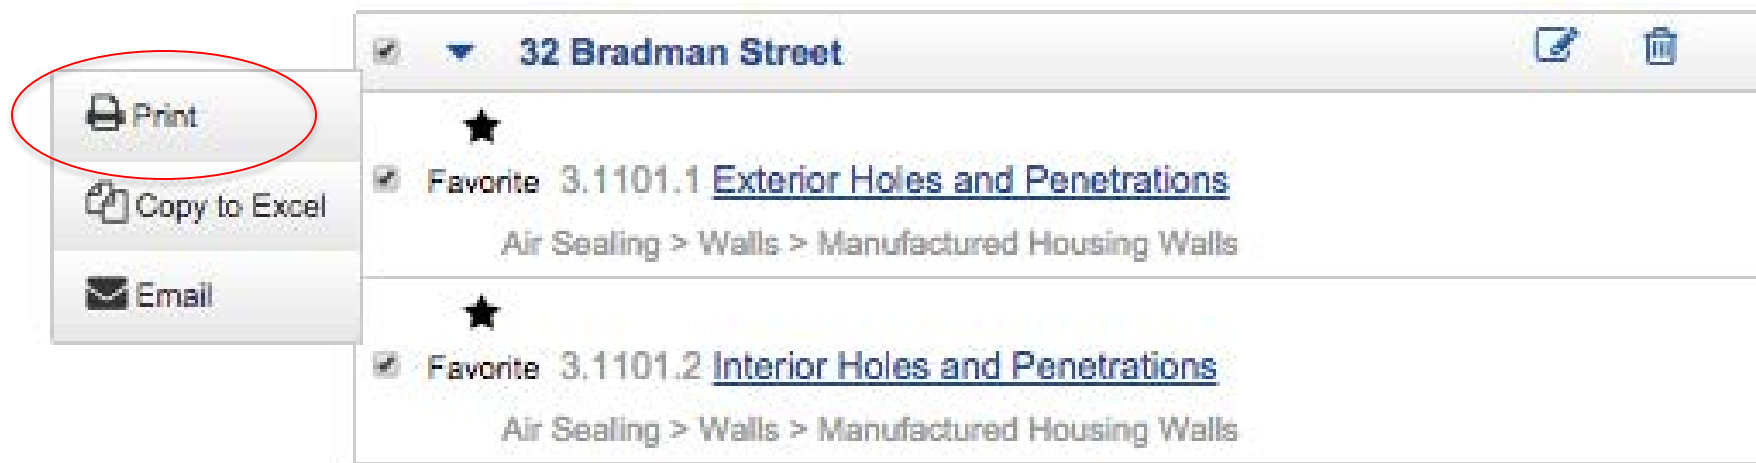 32 Bradman Street
Print
Copy to Excel
Email
Favorite 3.1101.1 Exterior Holes and Penetrations
Air Sealing > Walls > Manufactured Housing Walls
Favorite 3.1101.2 Interior Holes and Penetrations
Air Sealing > Walls > Manufactured Housing Walls